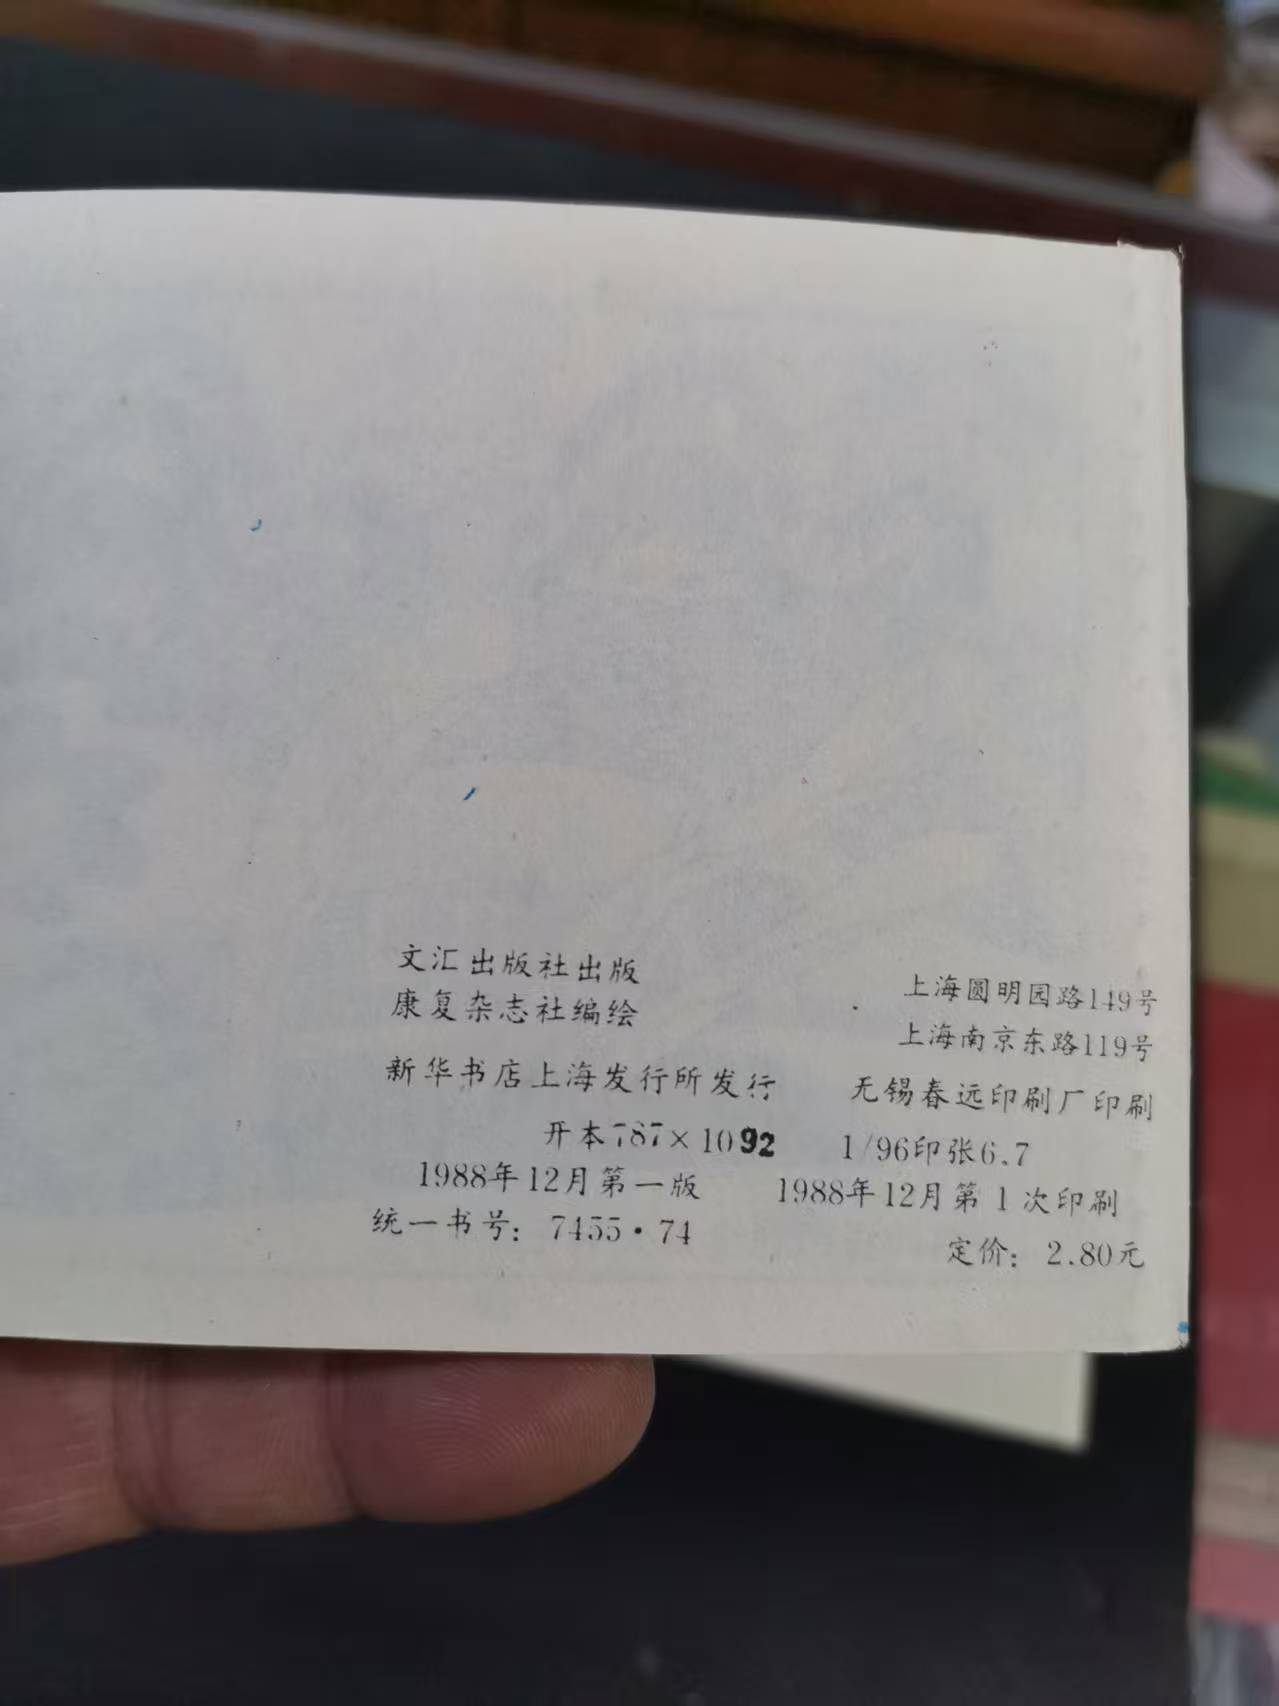 文汇出版社出版 上海圆明园路149号
康复杂志社编绘 上海南京东路119号
新华书店上海发行所发行 无锡春远印刷厂印刷
开本787×1092 1/96印张6.7
1988年12月第一版 1988年12月第1次印刷
统一书号：7455·74 定价：2.80元